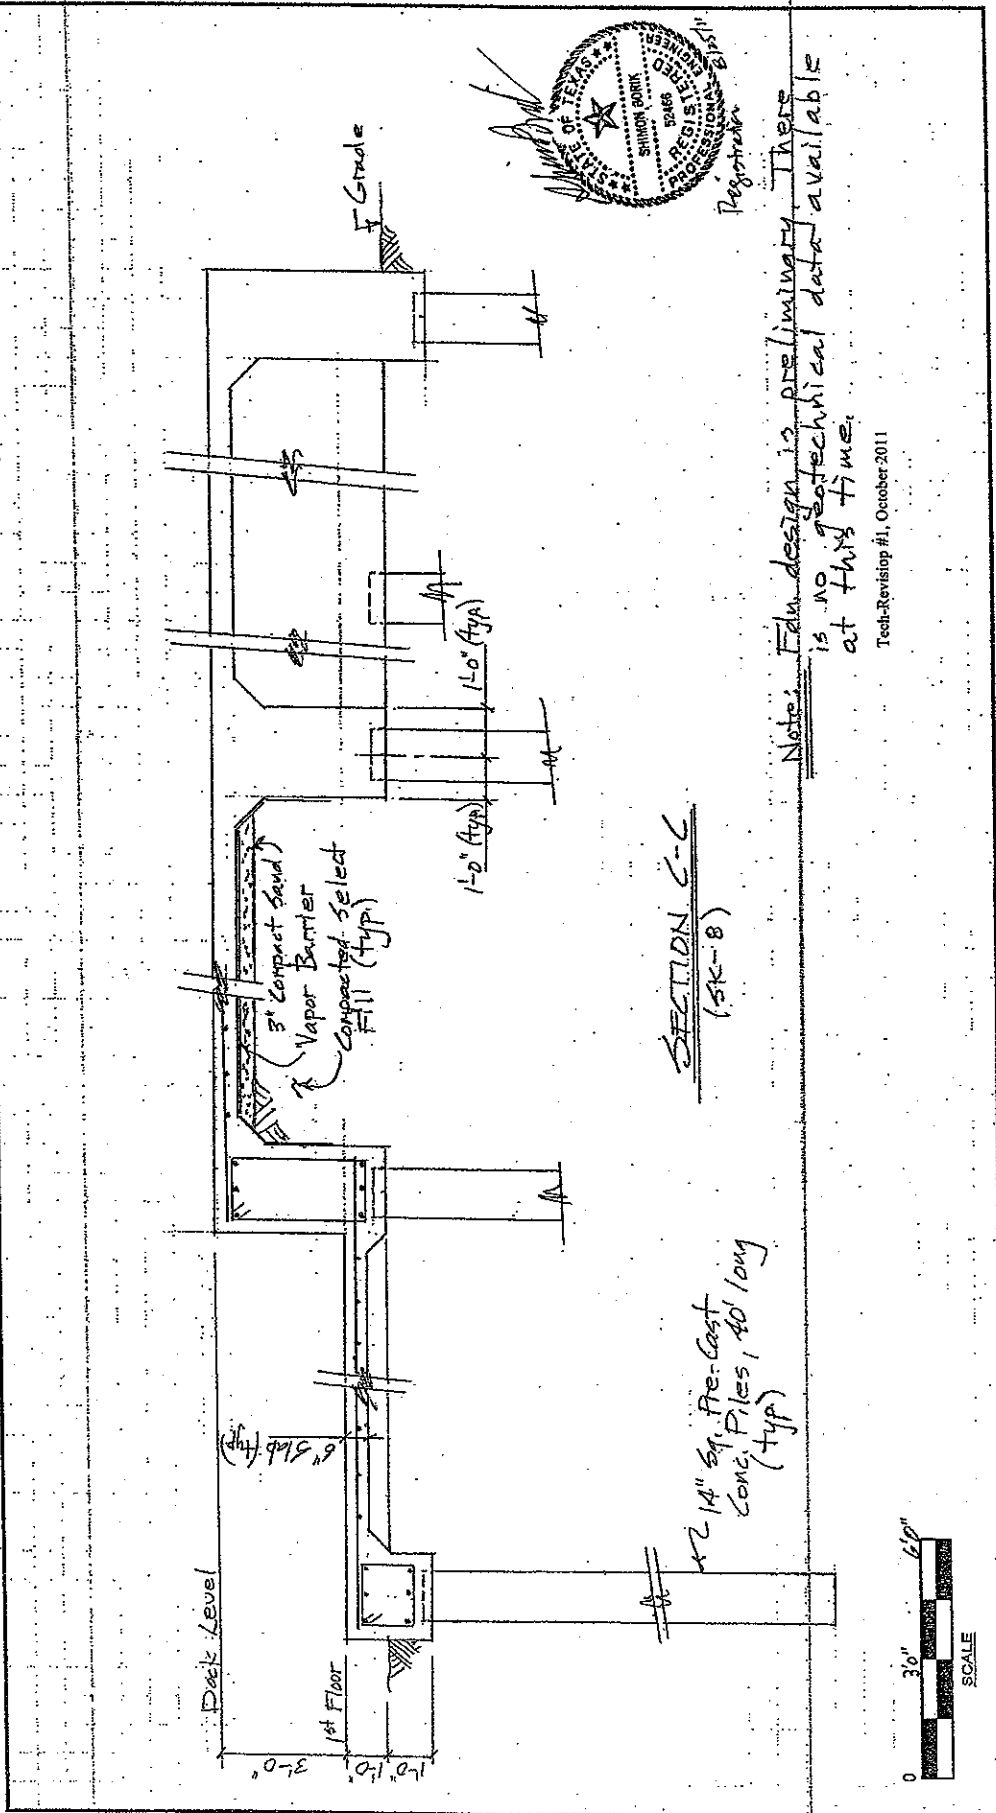 Dock Level
1st Floor
3'-0"
1'-0"
1'-0"
6" Slab (typ)
3" Compact Sand
Vapor Barrier
Compacted Select
Fill (typ.)
Grade
1'-0" (typ)
1'-0" (typ)
14" Sq. Pre-Cast
Conc. Piles, 40' long
(typ)
SECTION C-C
(SK-8)
STATE OF TEXAS
SHIMON BORIK
52466
REGISTERED
PROFESSIONAL ENGINEER
8/25/11
Registration
Note: Fdn. design is preliminary. There
is no geotechnical data available
at this time.
Tech-Revision #1, October 2011
0 3'0" 6'0"
SCALE